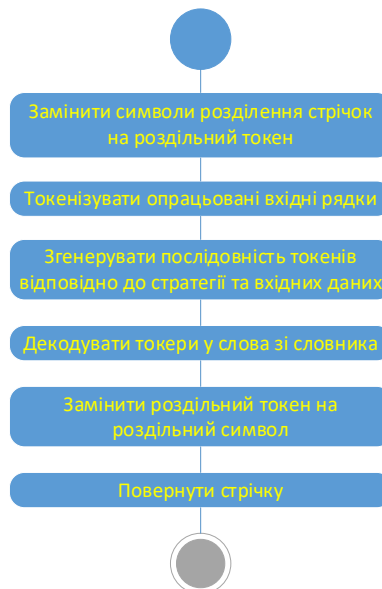 Замінити символи розділення стрічок
на роздільний токен
Токенізувати опрацьовані вхідні рядки
Згенерувати послідовність токенів
відповідно до стратегії та вхідних даних
Декодувати токери у слова зі словника
Замінити роздільний токен на
роздільний символ
Повернути стрічку